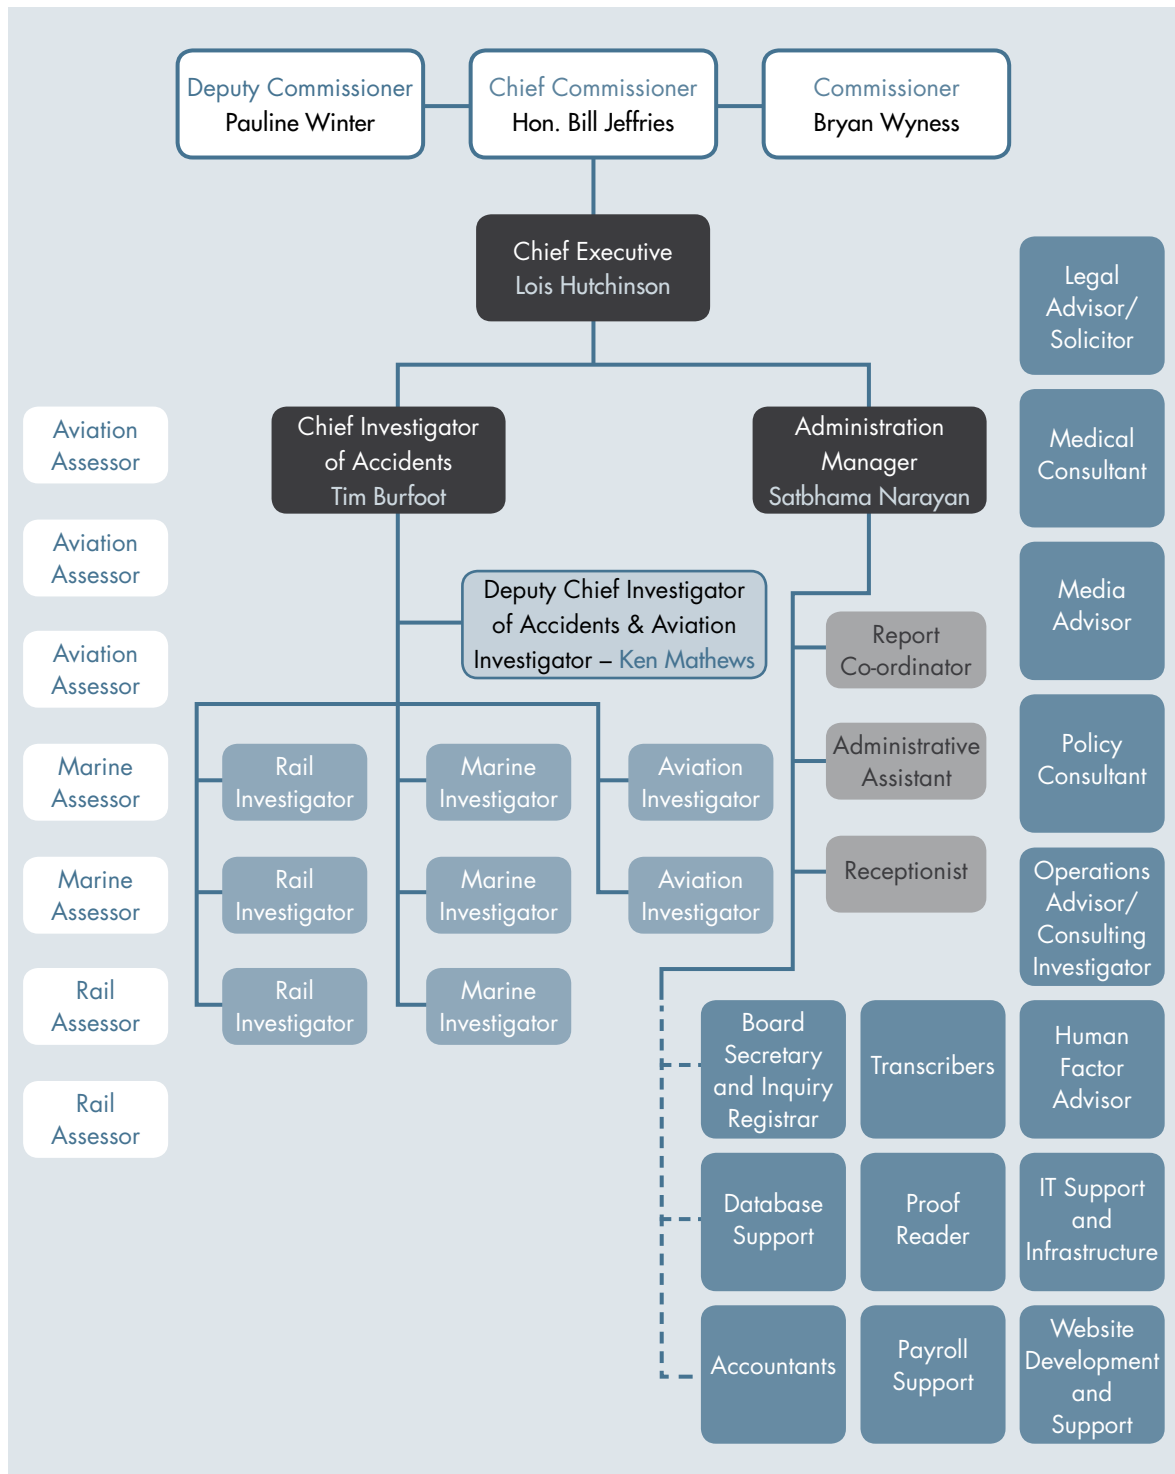 Deputy Commissioner
Pauline Winter
Chief Commissioner
Hon. Bill Jeffries
Commissioner
Bryan Wyness
Chief Executive
Lois Hutchinson
Chief Investigator
of Accidents
Tim Burfoot
Administration
Manager
Satbhama Narayan
Deputy Chief Investigator
of Accidents & Aviation
Investigator – Ken Mathews
Aviation
Assessor
Aviation
Assessor
Aviation
Assessor
Marine
Assessor
Marine
Assessor
Rail
Assessor
Rail
Assessor
Rail
Investigator
Rail
Investigator
Rail
Investigator
Marine
Investigator
Marine
Investigator
Marine
Investigator
Aviation
Investigator
Aviation
Investigator
Report
Co-ordinator
Administrative
Assistant
Receptionist
Legal
Advisor/
Solicitor
Medical
Consultant
Media
Advisor
Policy
Consultant
Operations
Advisor/
Consulting
Investigator
Board
Secretary
and Inquiry
Registrar
Transcribers
Human
Factor
Advisor
Database
Support
Proof
Reader
IT Support
and
Infrastructure
Accountants
Payroll
Support
Website
Development
and
Support